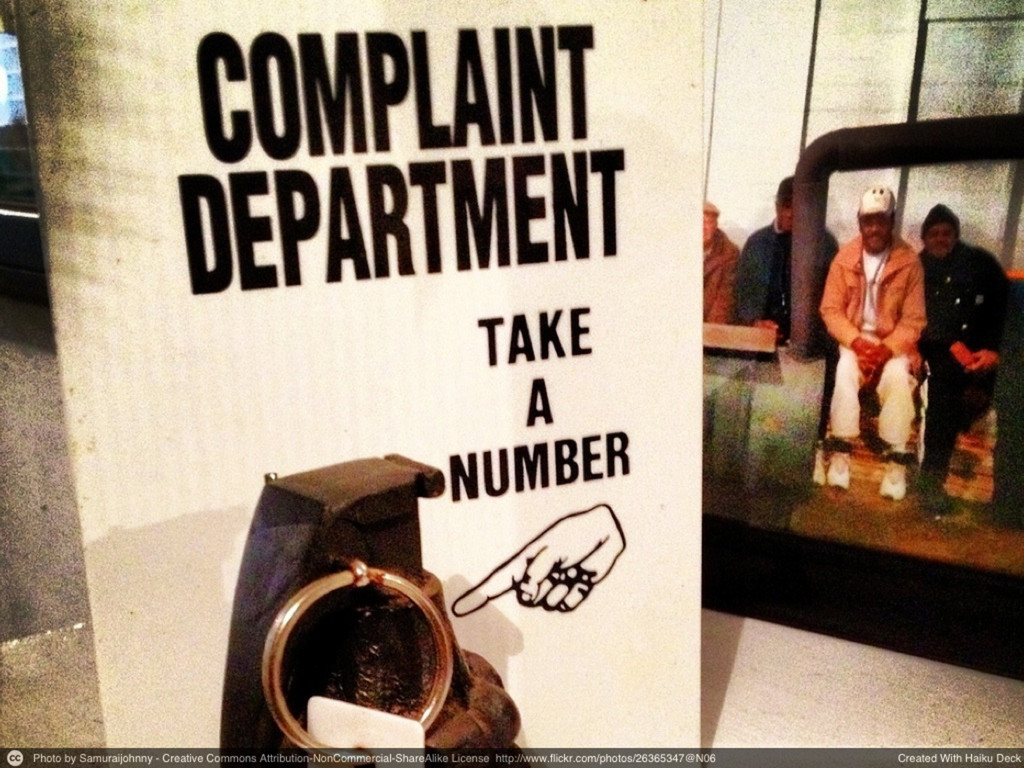 COMPLAINT
DEPARTMENT
TAKE
A
NUMBER
cc Photo by Samuraijohnny - Creative Commons Attribution-NonCommercial-ShareAlike License http://www.flickr.com/photos/26365347@N06
Created With Haiku Deck